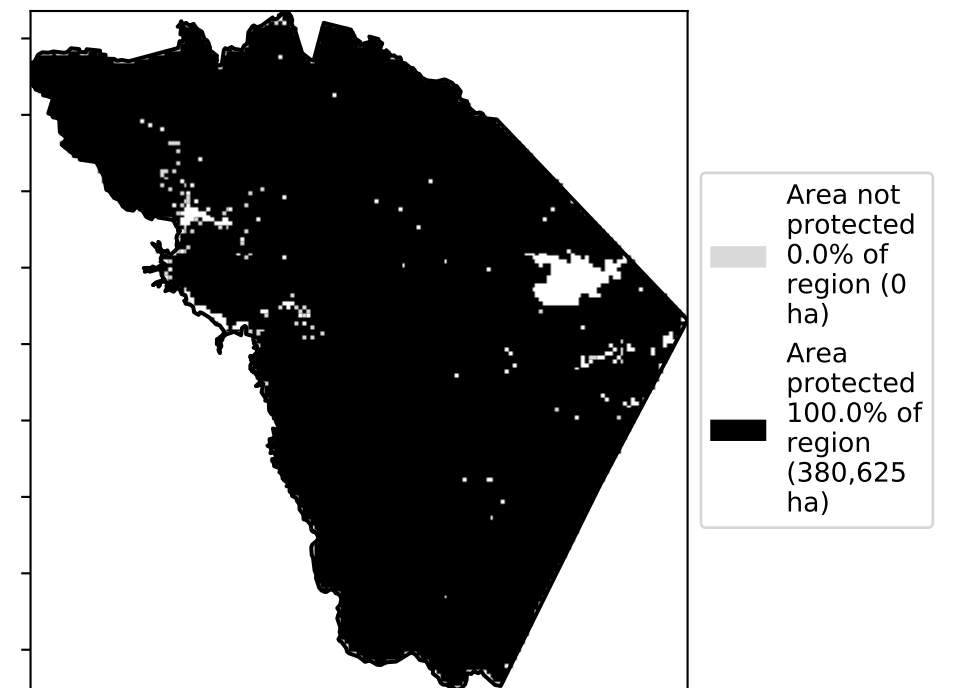 Area not
protected
0.0% of
region (0
ha)
Area
protected
100.0% of
region
(380,625
ha)